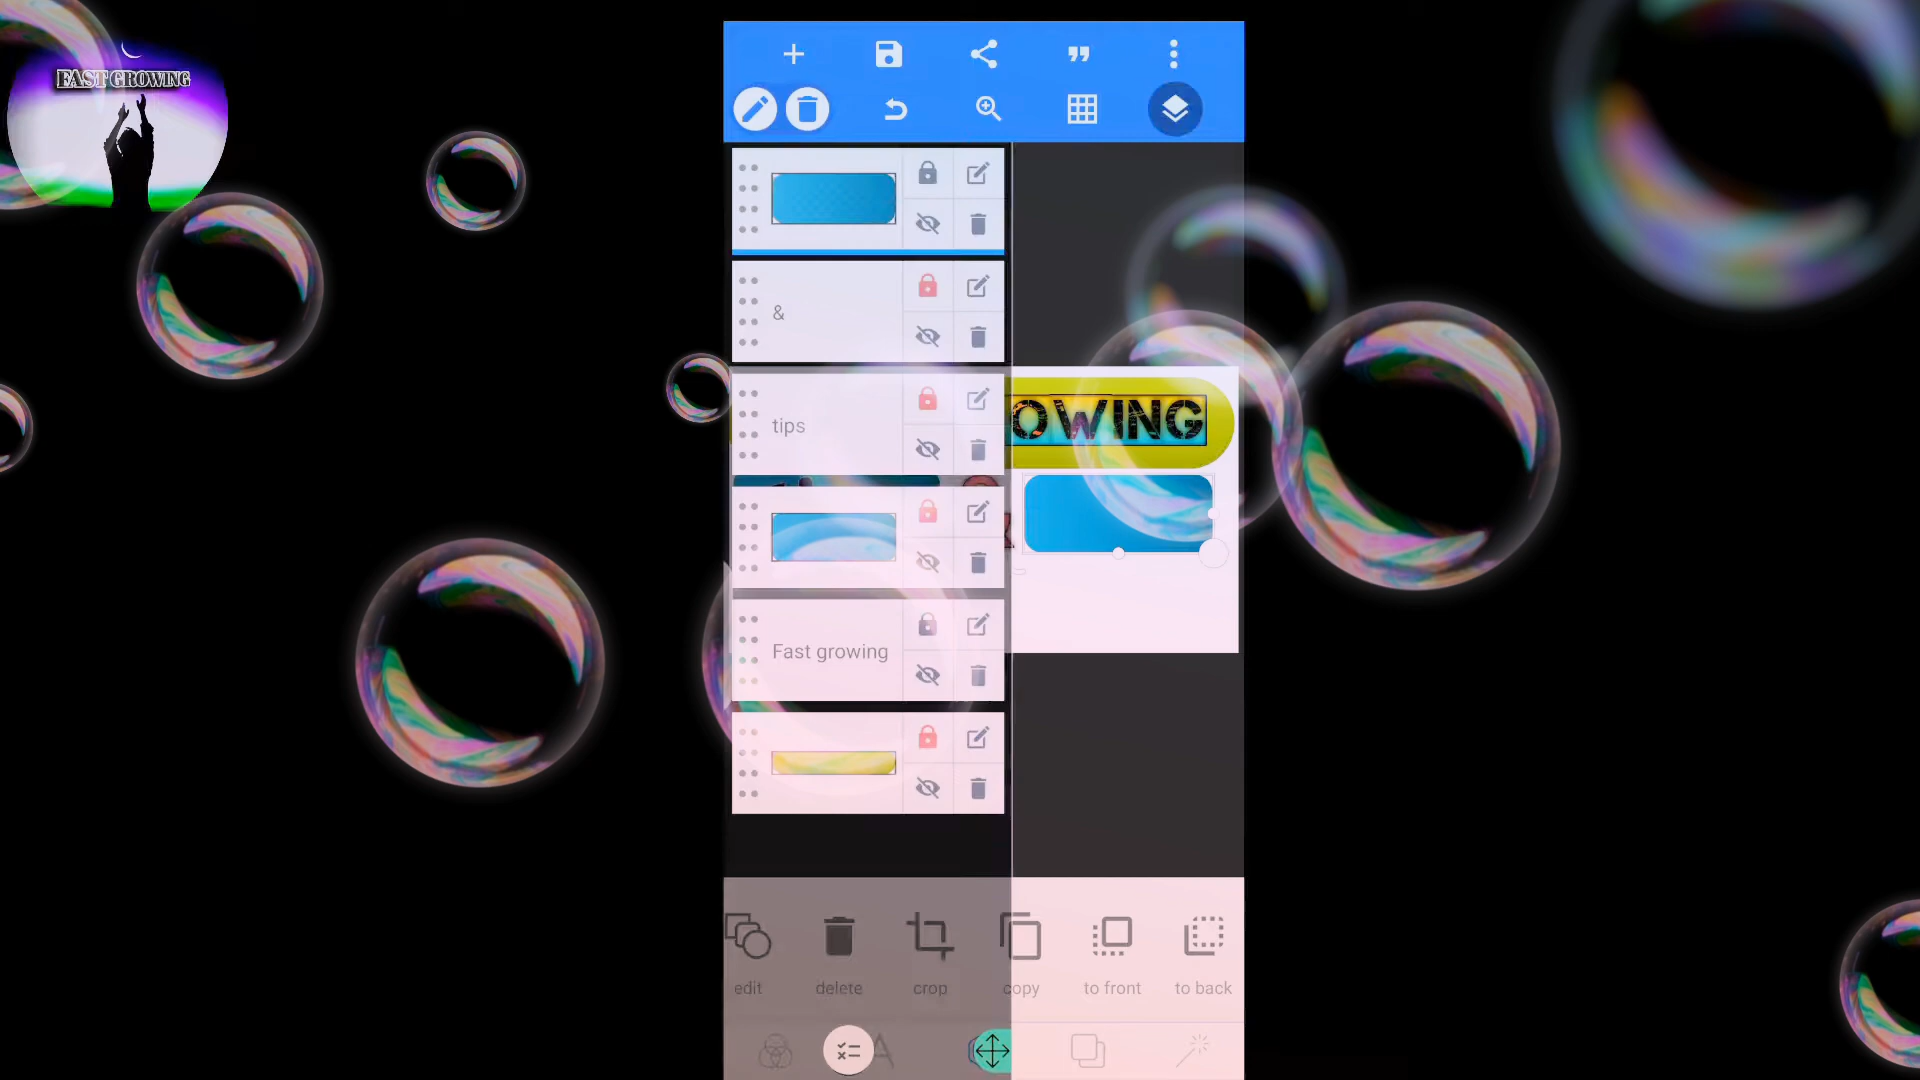 FAST GROWING
&
tips
OWING
Fast growing
edit
delete
crop
copy
to front
to back
A